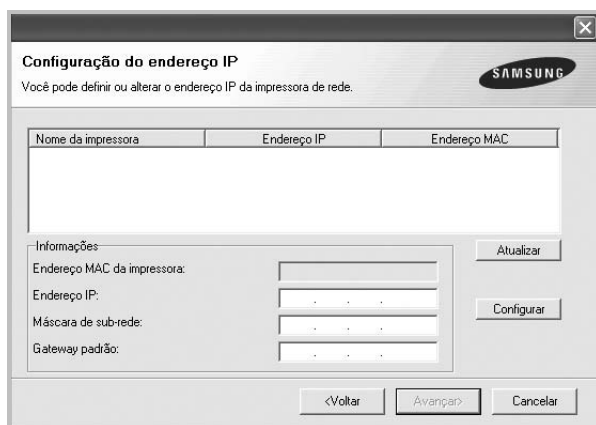 Configuração do endereço IP
Você pode definir ou alterar o endereço IP da impressora de rede.
SAMSUNG
Nome da impressora Endereço IP Endereço MAC
Informações
Endereço MAC da impressora:
Endereço IP:
Máscara de sub-rede:
Gateway padrão:
Atualizar
Configurar
<Voltar Avançar> Cancelar